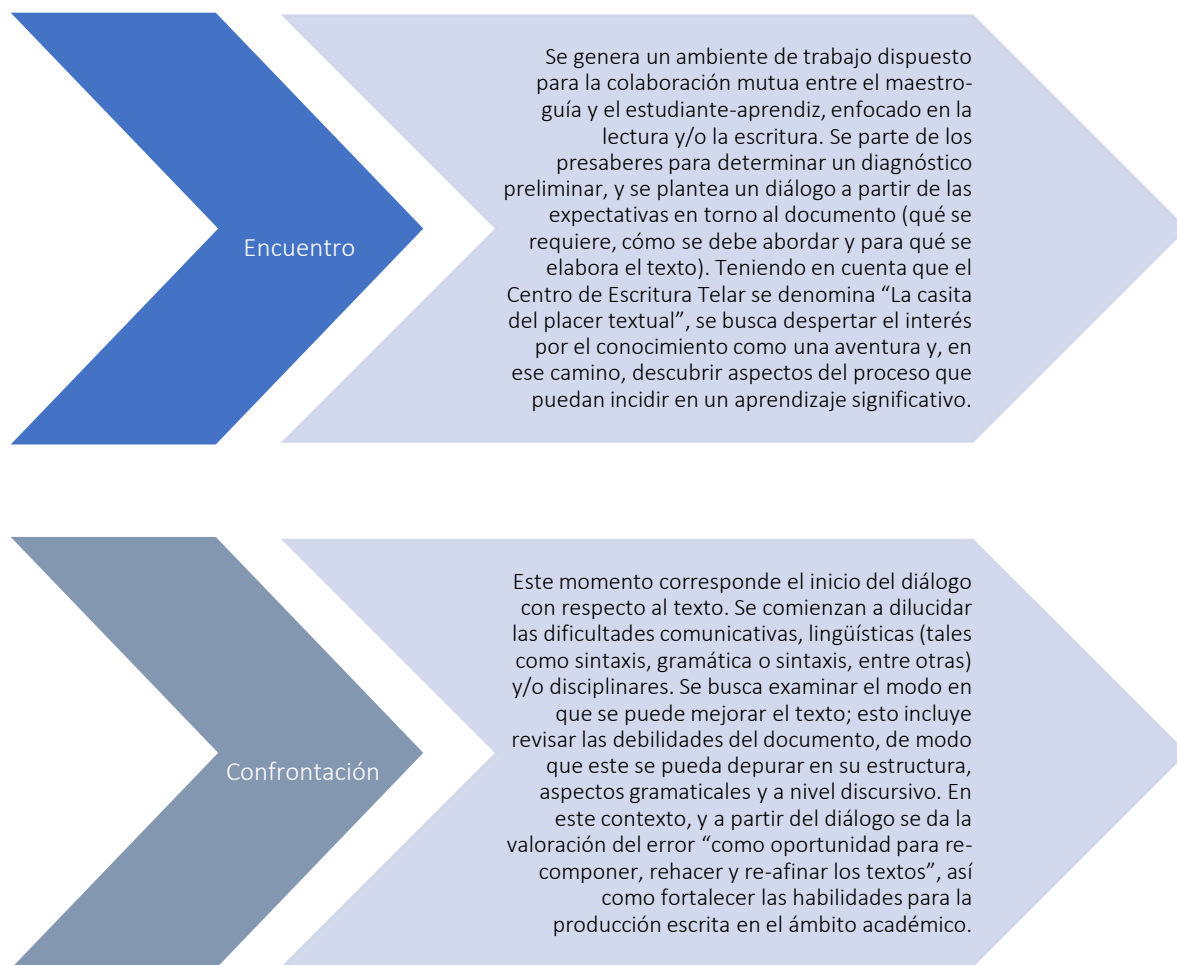 Encuentro
Se genera un ambiente de trabajo dispuesto
para la colaboración mutua entre el maestro-
guía y el estudiante-aprendiz, enfocado en la
lectura y/o la escritura. Se parte de los
presaberes para determinar un diagnóstico
preliminar, y se plantea un diálogo a partir de las
expectativas en torno al documento (qué se
requiere, cómo se debe abordar y para qué se
elabora el texto). Teniendo en cuenta que el
Centro de Escritura Telar se denomina “La casita
del placer textual”, se busca despertar el interés
por el conocimiento como una aventura y, en
ese camino, descubrir aspectos del proceso que
puedan incidir en un aprendizaje significativo.
Confrontación
Este momento corresponde el inicio del diálogo
con respecto al texto. Se comienzan a dilucidar
las dificultades comunicativas, lingüísticas (tales
como sintaxis, gramática o sintaxis, entre otras)
y/o disciplinares. Se busca examinar el modo en
que se puede mejorar el texto; esto incluye
revisar las debilidades del documento, de modo
que este se pueda depurar en su estructura,
aspectos gramaticales y a nivel discursivo. En
este contexto, y a partir del diálogo se da la
valoración del error “como oportunidad para re-
componer, rehacer y re-afinar los textos”, así
como fortalecer las habilidades para la
producción escrita en el ámbito académico.